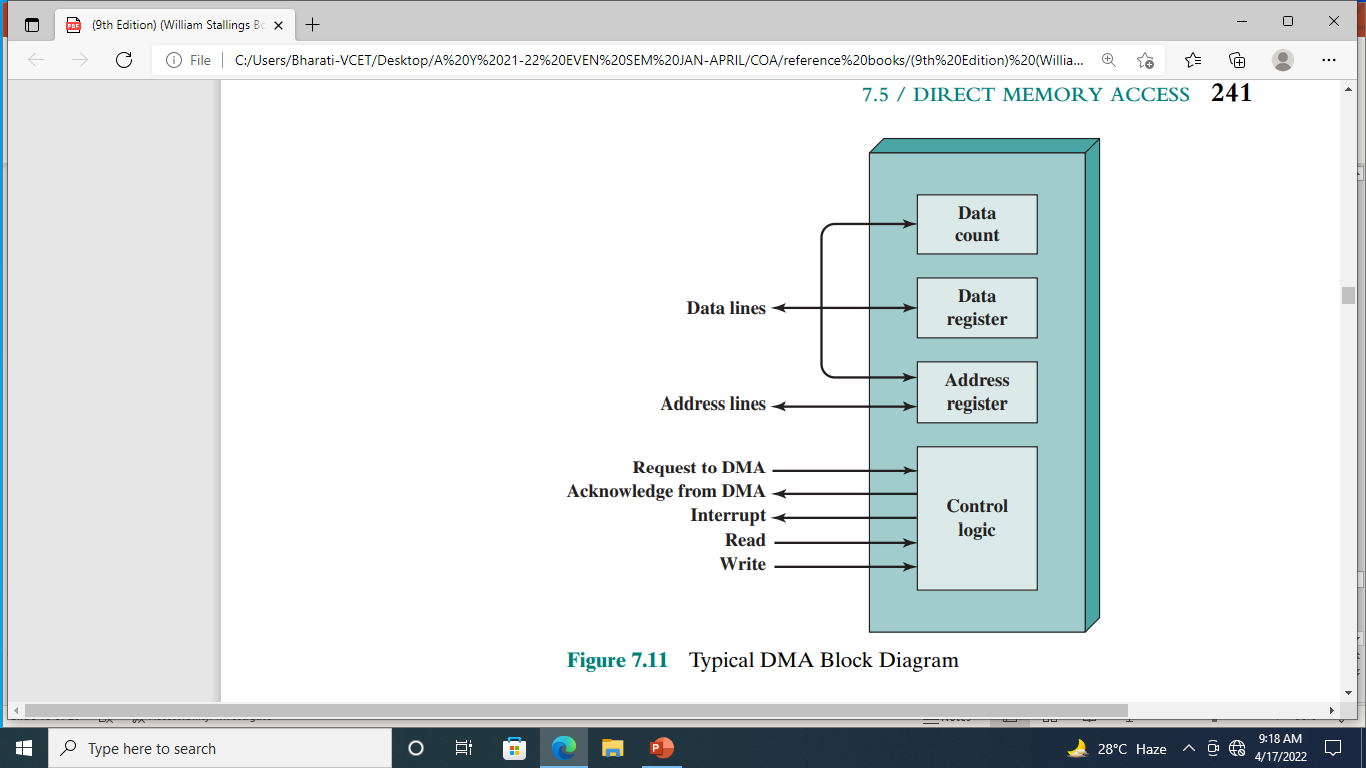 (9th Edition) (William Stallings Bo
File
C:/Users/Bharati-VCET/Desktop/A%20Y%2021-22%20EVEN%20SEM%20JAN-APRIL/COA/reference%20books/(9th%20Edition)%20(Willia...
7.5 / DIRECT MEMORY ACCESS 241
Data
count
Data lines
Data
register
Address
register
Address lines
Request to DMA
Acknowledge from DMA
Interrupt
Read
Write
Control
logic
Figure 7.11 Typical DMA Block Diagram
Type here to search
28°C Haze
9:18 AM
4/17/2022